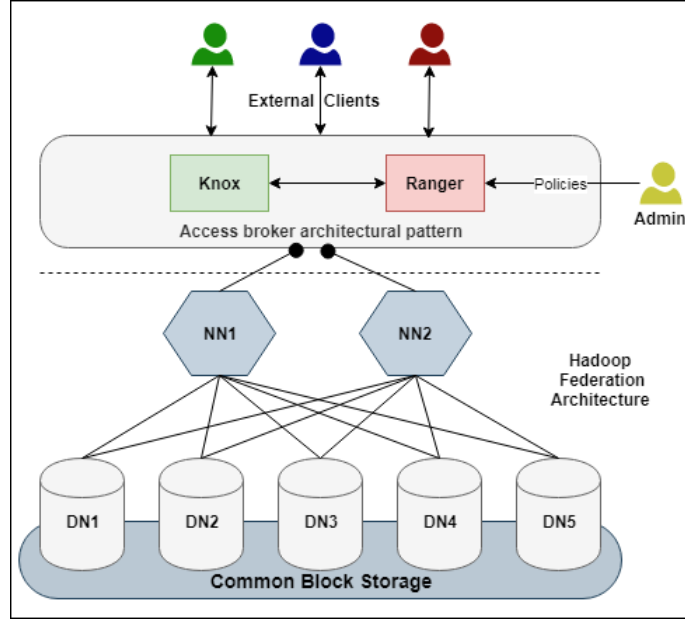 External Clients
Knox
Ranger
Policies
Admin
Access broker architectural pattern
NN1
NN2
Hadoop
Federation
Architecture
DN1
DN2
DN3
DN4
DN5
Common Block Storage